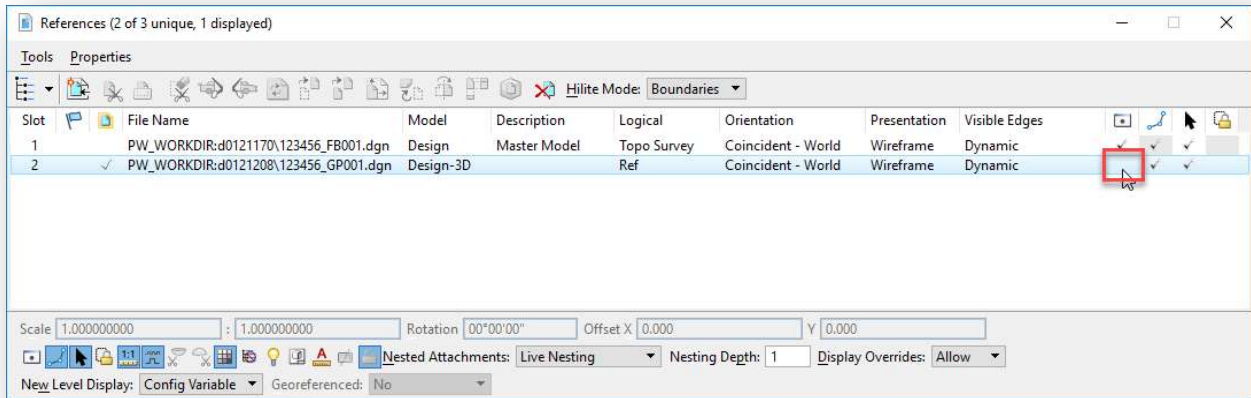 References (2 of 3 unique, 1 displayed)
Tools Properties
Hilite Mode: Boundaries
Slot File Name Model Description Logical Orientation Presentation Visible Edges
1 PW_WORKDIR:d0121170\123456_FB001.dgn Design Master Model Topo Survey Coincident - World Wireframe Dynamic
2 PW_WORKDIR:d0121208\123456_GP001.dgn Design-3D Ref Coincident - World Wireframe Dynamic
Scale 1.000000000 : 1.000000000 Rotation 00°00'00" Offset X 0.000 Y 0.000
1:1 A Nested Attachments: Live Nesting Nesting Depth: 1 Display Overrides: Allow
New Level Display: Config Variable Georeferenced: No